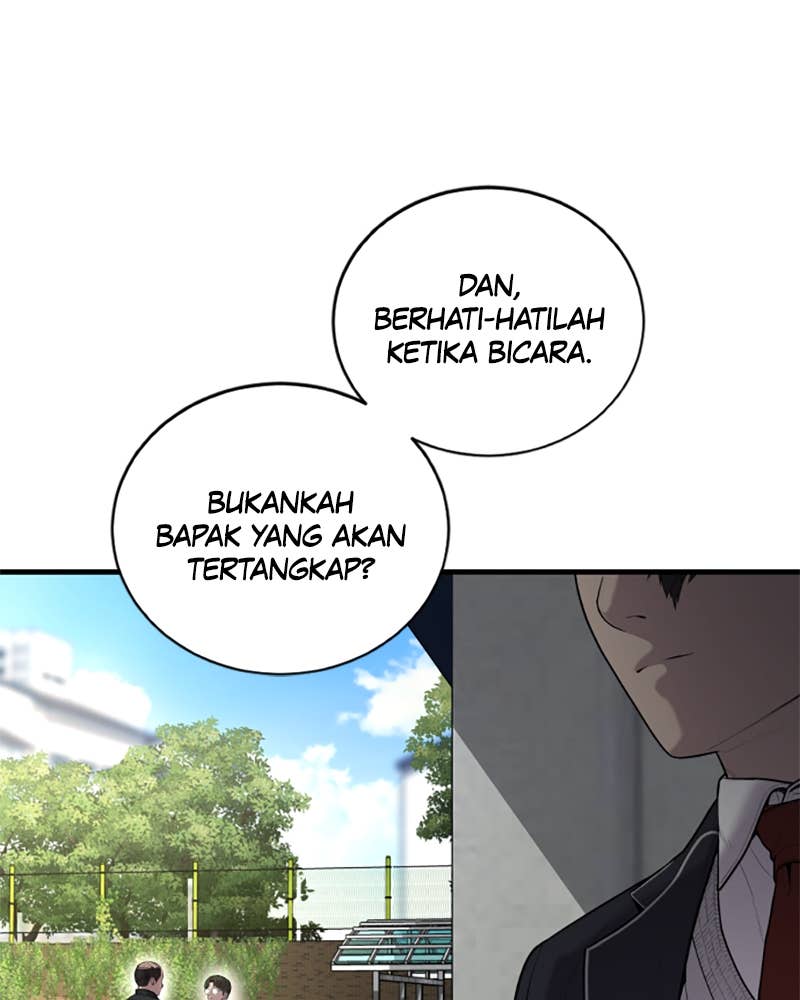 DAN,
BERHATI-HATILAH
KETIKA BICARA.
BUKANKAH
BAPAK YANG AKAN
TERTANGKAP?